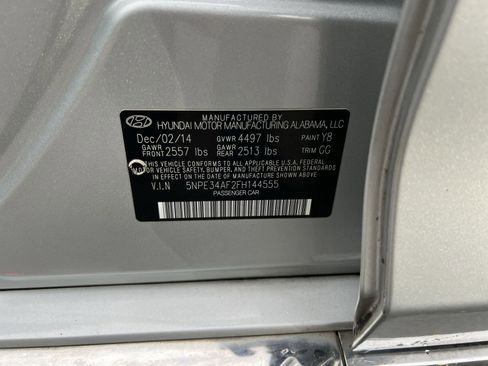 MANUFACTURED BY
HYUNDAI MOTOR MANUFACTURING ALABAMA, LLC
Dec/02/14 GVWR 4497 lbs PAINT Y8
GAWR FRONT 2557 lbs GAWR REAR 2513 lbs TRIM GG
THIS VEHICLE CONFORMS TO ALL APPLICABLE U.S.A. FEDERAL
MOTOR VEHICLE SAFETY, BUMPER, AND THEFT PREVENTION
STANDARDS IN EFFECT ON THE DATE OF MANUFACTURE SHOWN ABOVE.
V.I.N 5NPE34AF2FH144555
PASSENGER CAR